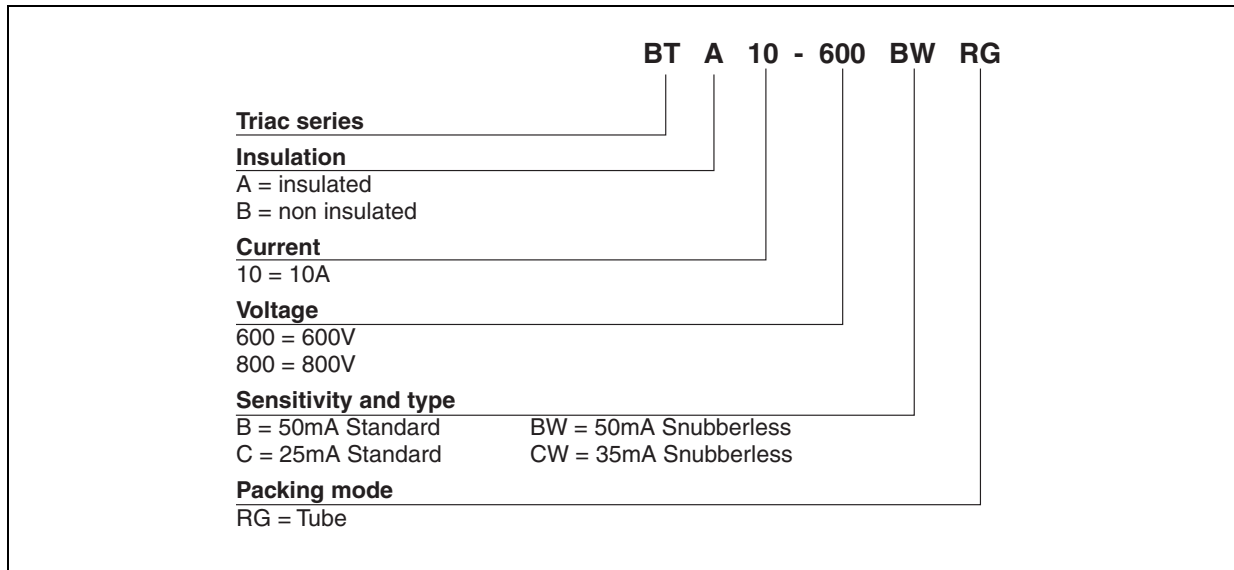 BT A 10 - 600 BW RG
Triac series
Insulation
A = insulated
B = non insulated
Current
10 = 10A
Voltage
600 = 600V
800 = 800V
Sensitivity and type
B = 50mA Standard BW = 50mA Snubberless
C = 25mA Standard CW = 35mA Snubberless
Packing mode
RG = Tube